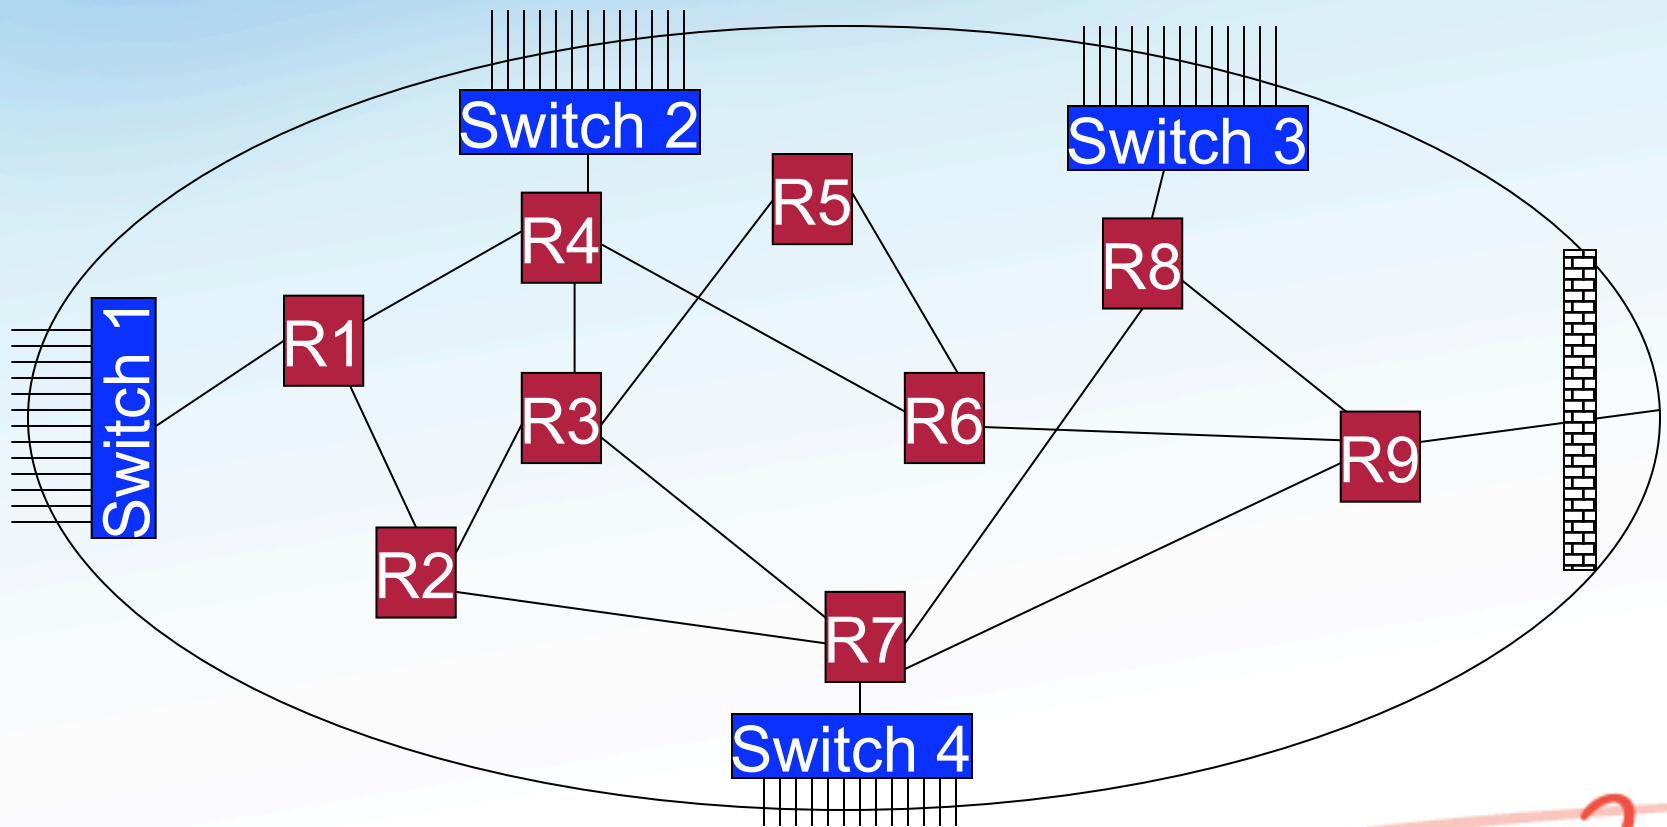 Switch 2
Switch 3
R5
R4
R8
Switch 1
R1
R3
R6
R9
R2
R7
Switch 4